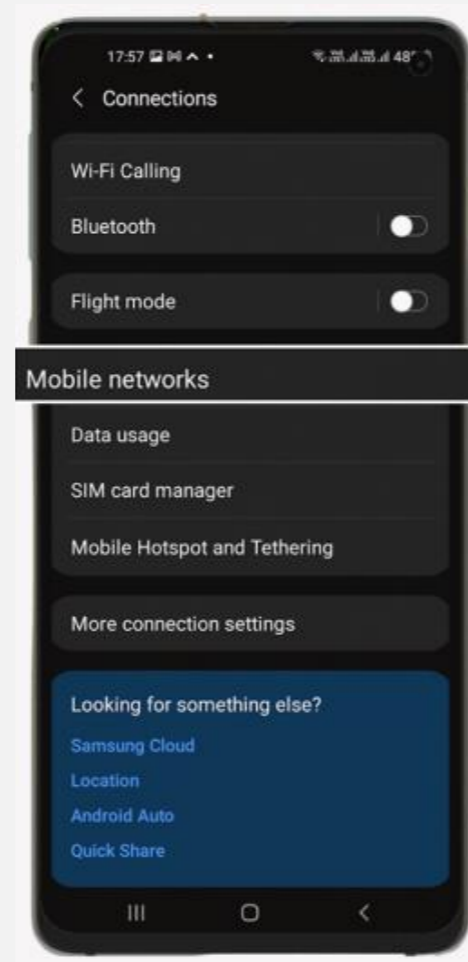 17:57
Connections
Wi-Fi Calling
Bluetooth
Flight mode
Mobile networks
Data usage
SIM card manager
Mobile Hotspot and Tethering
More connection settings
Looking for something else?
Samsung Cloud
Location
Android Auto
Quick Share